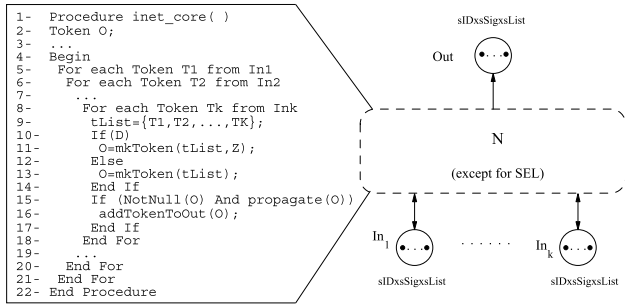 1- Procedure inet_core( )
2- Token O;
3- ...
4- Begin
5- For each Token T1 from In1
6- For each Token T2 from In2
7- ...
8- For each Token Tk from Ink
9- tList={T1,T2,...,TK};
10- If(D)
11- O=mkToken(tList,Z);
12- Else
13- O=mkToken(tList);
14- End If
15- If (NotNull(O) And propagate(O))
16- addTokenToOut(O);
17- End If
18- End For
19- ...
20- End For
21- End For
22- End Procedure
sIDxsSigxsList
Out
...
N
(except for SEL)
In1
...
. . . . . .
Ink
...
sIDxsSigxsList
sIDxsSigxsList